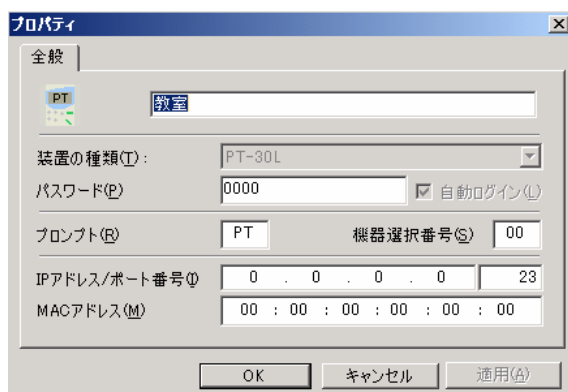 プロパティ
全般
PT
教室
装置の種類(T): PT-30L
パスワード(P) 0000 自動ログイン(L)
プロンプト(R) PT 機器選択番号(S) 00
IPアドレス/ポート番号(I) 0 . 0 . 0 . 0 23
MACアドレス(M) 00 : 00 : 00 : 00 : 00 : 00
OK キャンセル 適用(A)